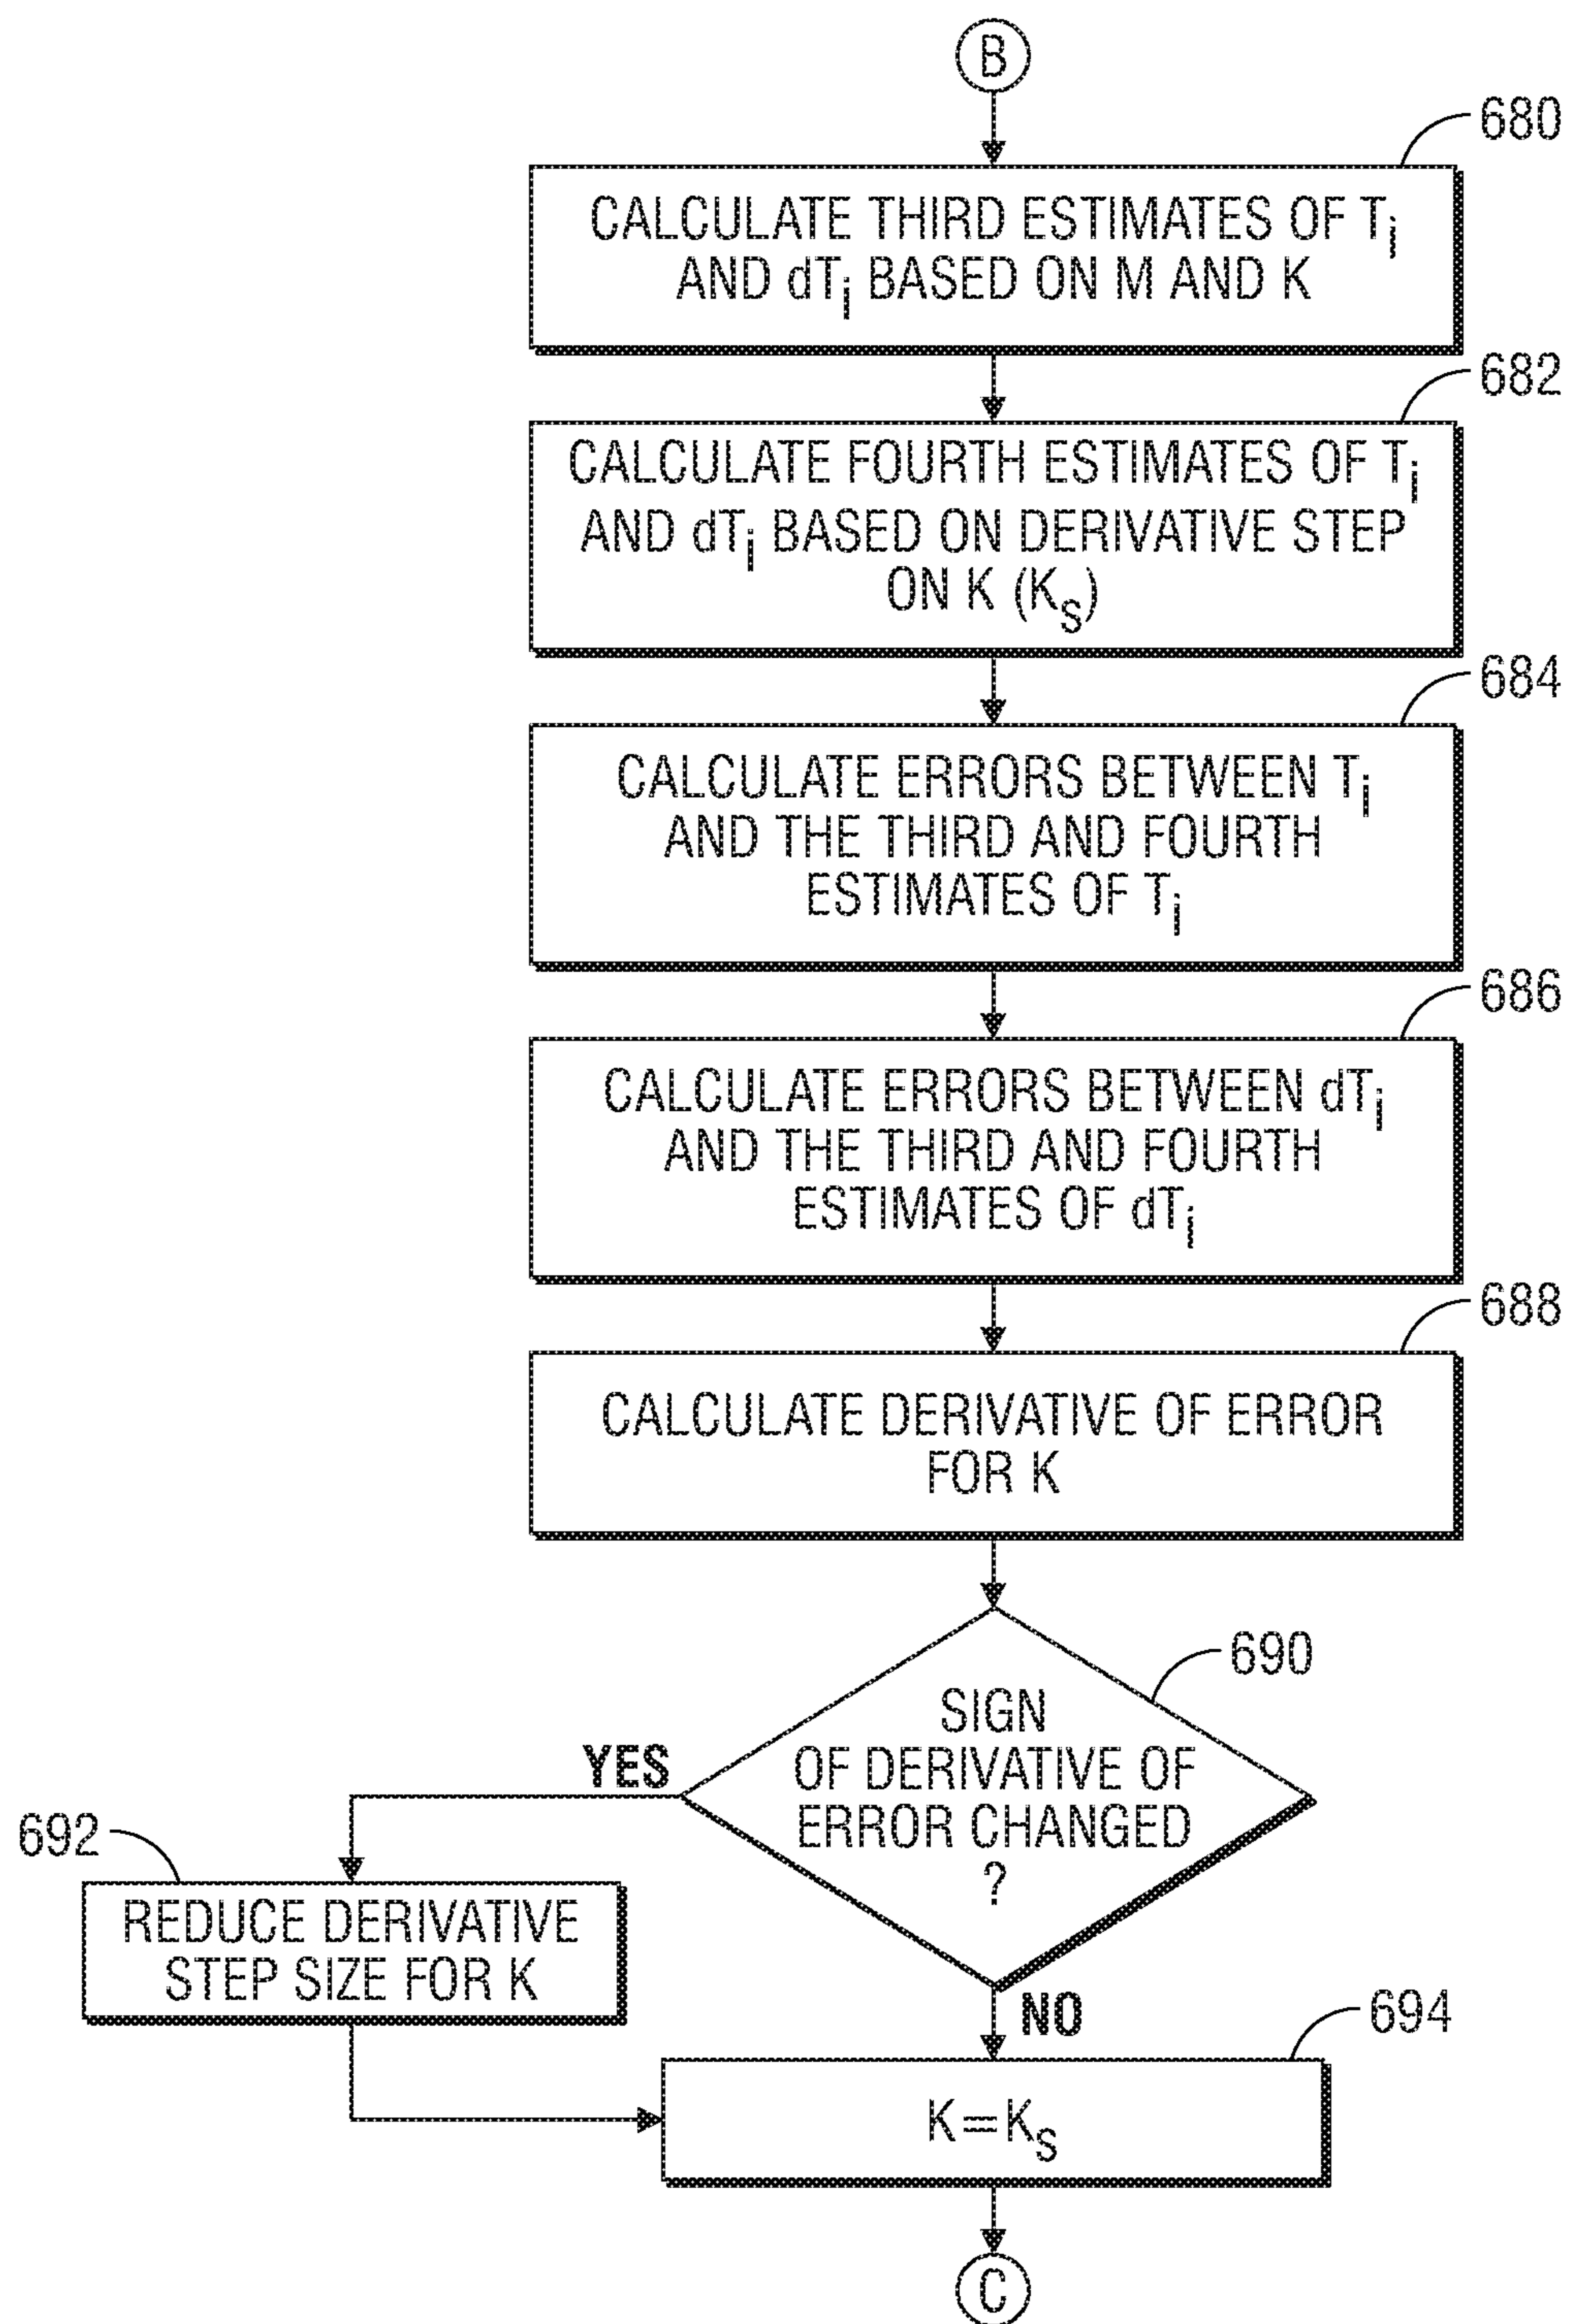 B
680
CALCULATE THIRD ESTIMATES OF Ti
AND dTi BASED ON M AND K
682
CALCULATE FOURTH ESTIMATES OF Ti
AND dTi BASED ON DERIVATIVE STEP
ON K (KS)
684
CALCULATE ERRORS BETWEEN Ti
AND THE THIRD AND FOURTH
ESTIMATES OF Ti
686
CALCULATE ERRORS BETWEEN dTi
AND THE THIRD AND FOURTH
ESTIMATES OF dTi
688
CALCULATE DERIVATIVE OF ERROR
FOR K
690
SIGN
OF DERIVATIVE OF
ERROR CHANGED
?
YES
692
REDUCE DERIVATIVE
STEP SIZE FOR K
NO
694
K=KS
C